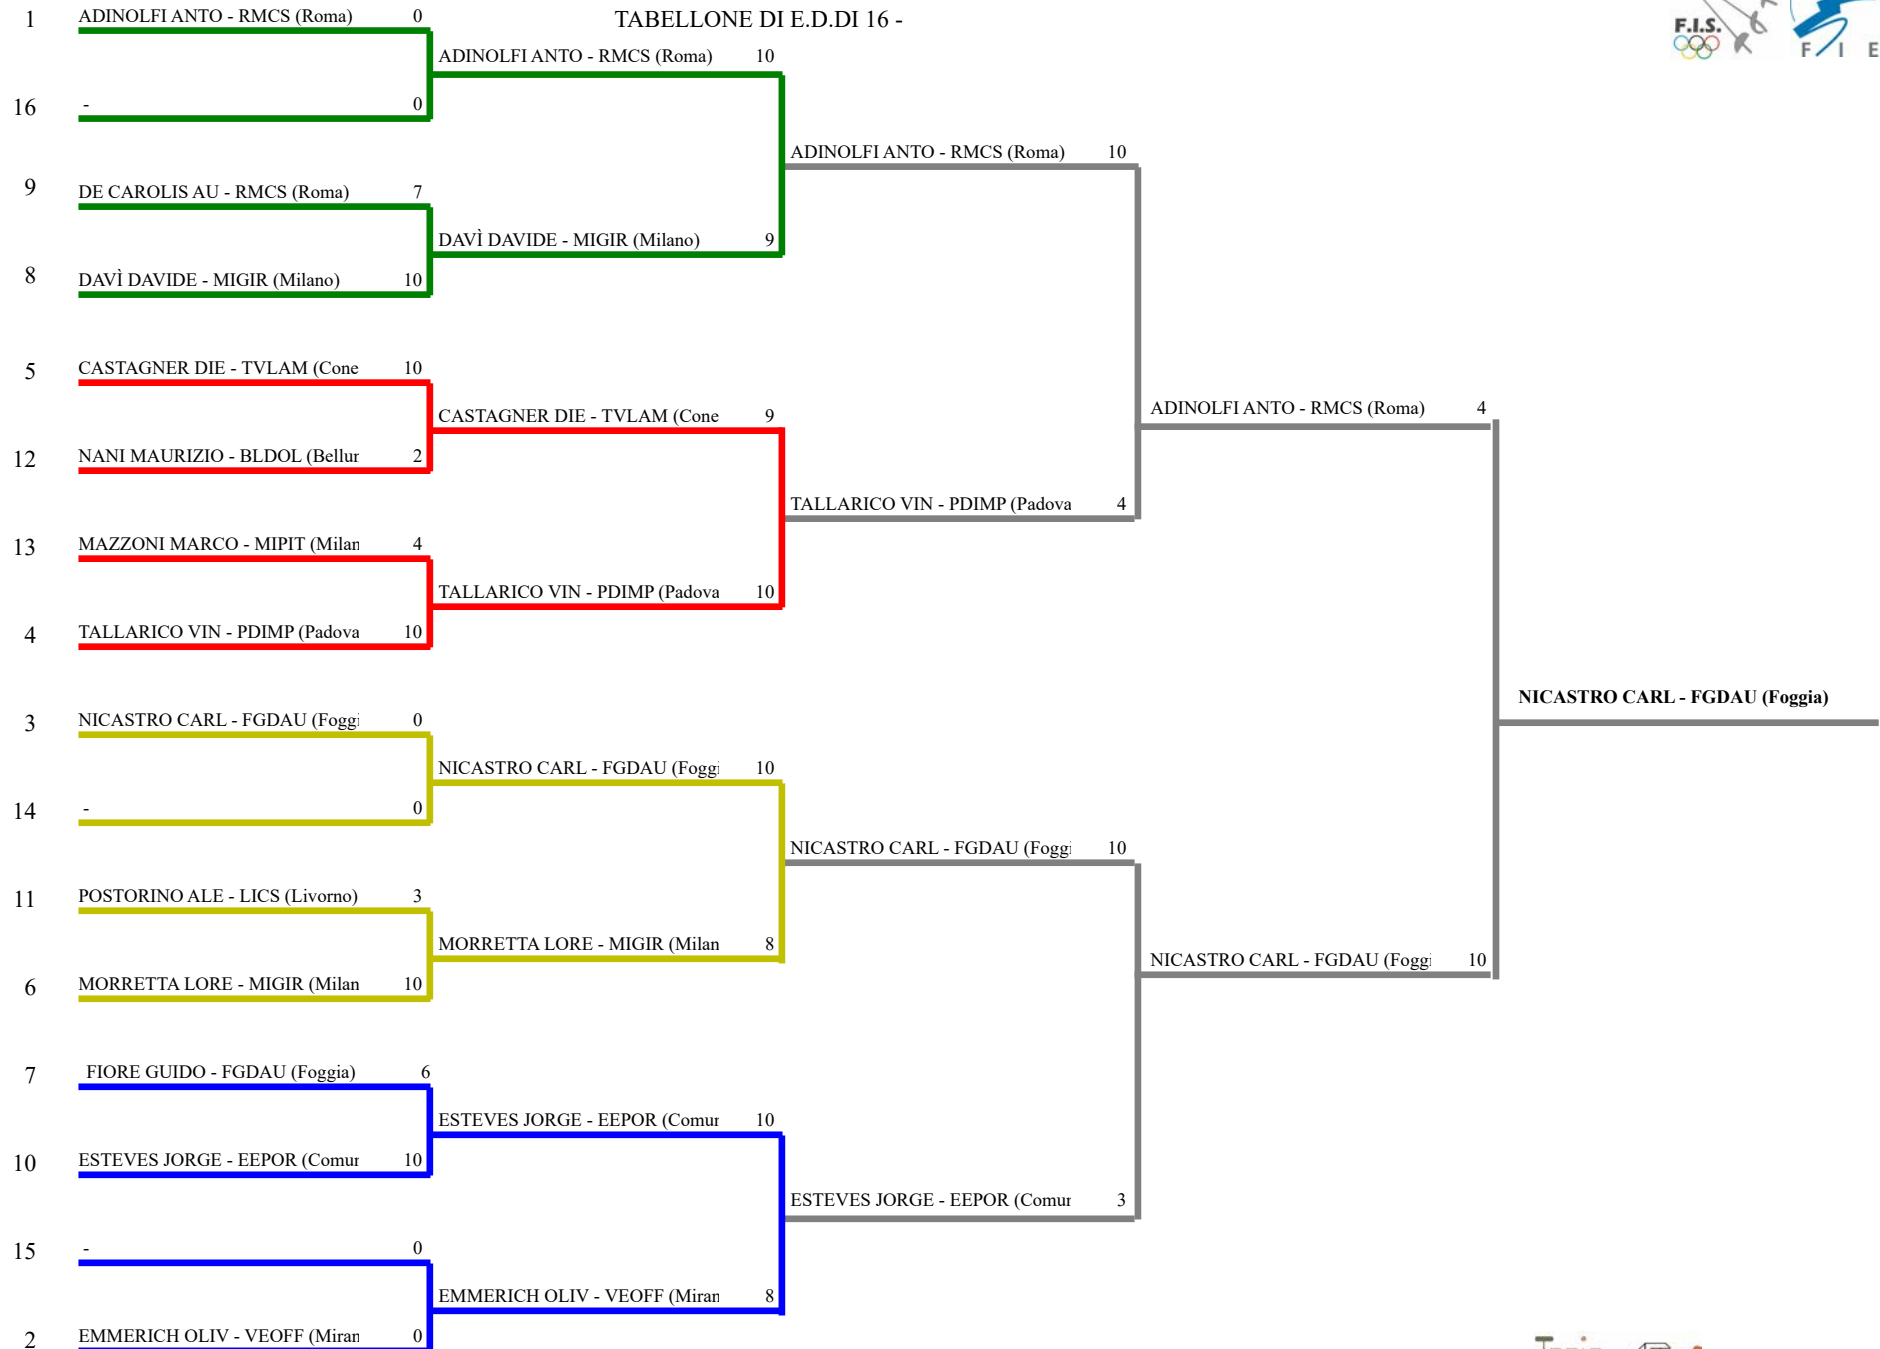 TABELLONE DI E.D.DI 16 -
F.I.S.
F I E
1 ADINOLFI ANTO - RMCS (Roma) 0
ADINOLFI ANTO - RMCS (Roma) 10
16 - 0
ADINOLFI ANTO - RMCS (Roma) 10
9 DE CAROLIS AU - RMCS (Roma) 7
DAVÌ DAVIDE - MIGIR (Milano) 9
8 DAVÌ DAVIDE - MIGIR (Milano) 10
5 CASTAGNER DIE - TVLAM (Cone 10
CASTAGNER DIE - TVLAM (Cone 9
ADINOLFI ANTO - RMCS (Roma) 4
12 NANI MAURIZIO - BLDOL (Bellur 2
TALLARICO VIN - PDIMP (Padova 4
13 MAZZONI MARCO - MIPIT (Milan 4
TALLARICO VIN - PDIMP (Padova 10
4 TALLARICO VIN - PDIMP (Padova 10
NICASTRO CARL - FGDAU (Foggia)
3 NICASTRO CARL - FGDAU (Foggi 0
NICASTRO CARL - FGDAU (Foggi 10
14 - 0
NICASTRO CARL - FGDAU (Foggi 10
11 POSTORINO ALE - LICS (Livorno) 3
MORRETTA LORE - MIGIR (Milan 8
NICASTRO CARL - FGDAU (Foggi 10
6 MORRETTA LORE - MIGIR (Milan 10
7 FIORE GUIDO - FGDAU (Foggia) 6
ESTEVES JORGE - EEPOR (Comur 10
10 ESTEVES JORGE - EEPOR (Comur 10
ESTEVES JORGE - EEPOR (Comur 3
15 - 0
EMMERICH OLIV - VEOFF (Miran 8
2 EMMERICH OLIV - VEOFF (Miran 0